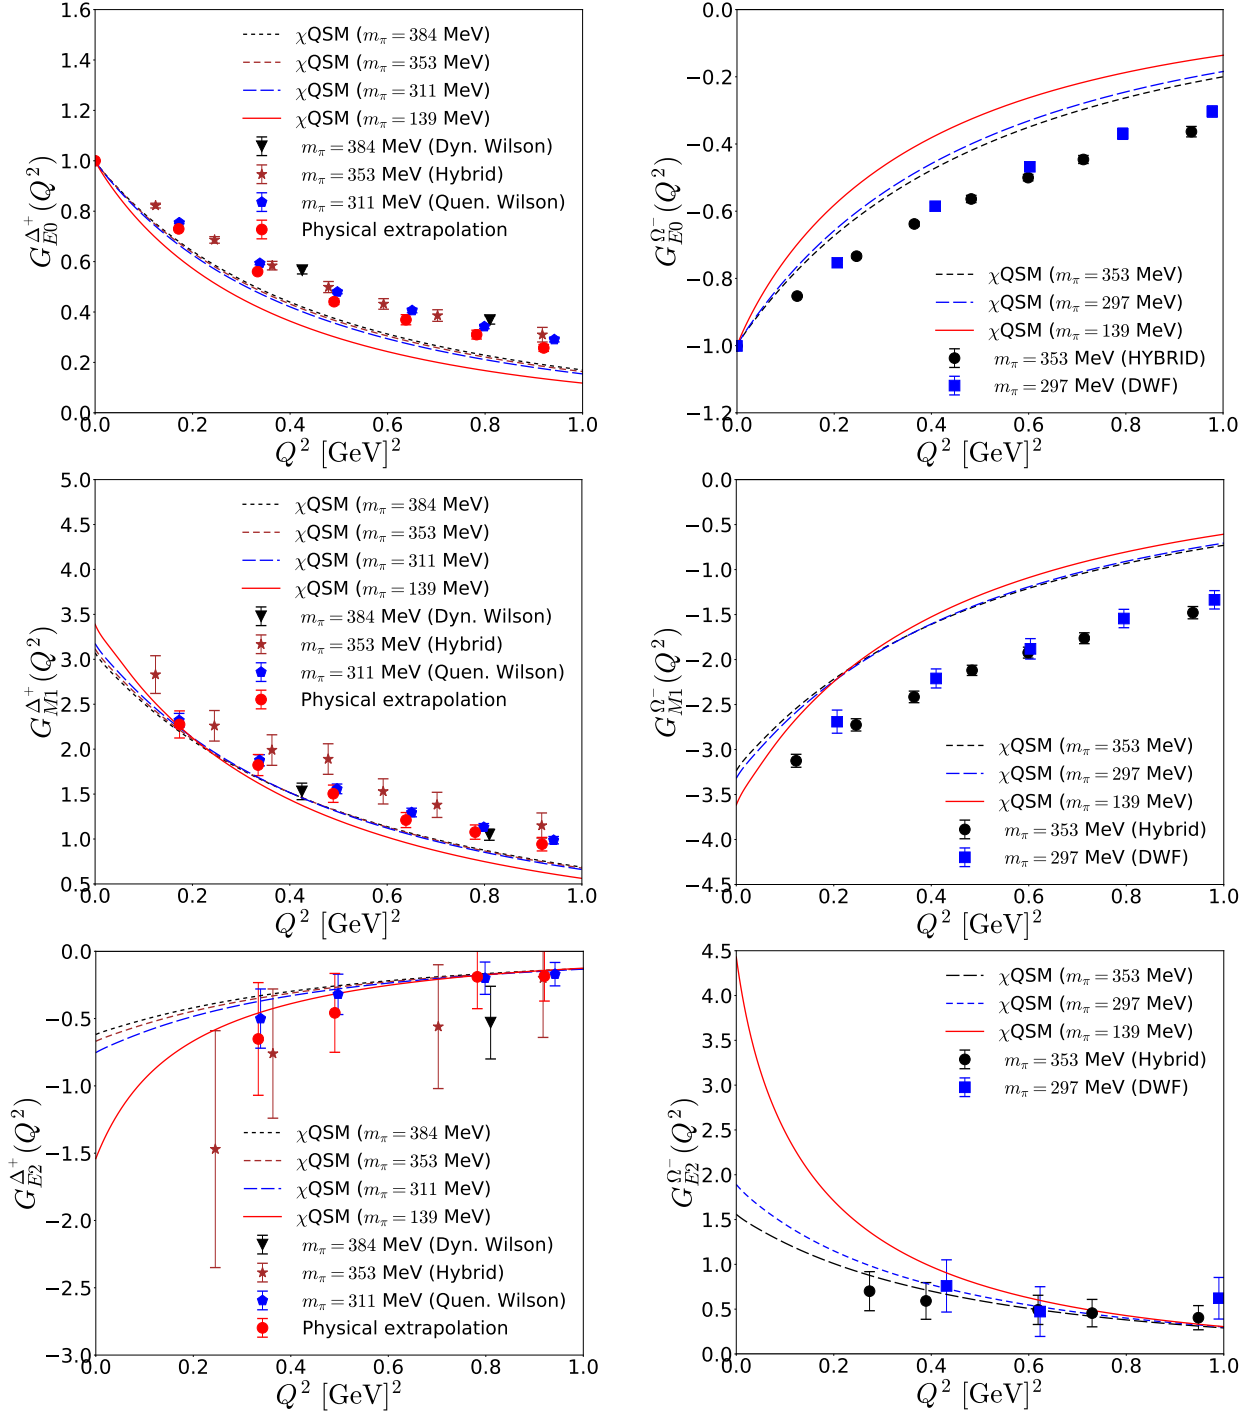 1.6
1.4
1.2
1.0
0.8
0.6
0.4
0.2
0.0
0.0 0.2 0.4 0.6 0.8 1.0
G_{E0}^{Δ^+}(Q^2)
Q^2 [GeV]^2
χQSM (m_π = 384 MeV)
χQSM (m_π = 353 MeV)
χQSM (m_π = 311 MeV)
χQSM (m_π = 139 MeV)
m_π = 384 MeV (Dyn. Wilson)
m_π = 353 MeV (Hybrid)
m_π = 311 MeV (Quen. Wilson)
Physical extrapolation
−0.0
−0.2
−0.4
−0.6
−0.8
−1.0
−1.2
0.0 0.2 0.4 0.6 0.8 1.0
G_{E0}^{Ω^-}(Q^2)
Q^2 [GeV]^2
χQSM (m_π = 353 MeV)
χQSM (m_π = 297 MeV)
χQSM (m_π = 139 MeV)
m_π = 353 MeV (HYBRID)
m_π = 297 MeV (DWF)
5.0
4.5
4.0
3.5
3.0
2.5
2.0
1.5
1.0
0.5
0.0 0.2 0.4 0.6 0.8 1.0
G_{M1}^{Δ^+}(Q^2)
Q^2 [GeV]^2
χQSM (m_π = 384 MeV)
χQSM (m_π = 353 MeV)
χQSM (m_π = 311 MeV)
χQSM (m_π = 139 MeV)
m_π = 384 MeV (Dyn. Wilson)
m_π = 353 MeV (Hybrid)
m_π = 311 MeV (Quen. Wilson)
Physical extrapolation
−0.0
−0.5
−1.0
−1.5
−2.0
−2.5
−3.0
−3.5
−4.0
−4.5
0.0 0.2 0.4 0.6 0.8 1.0
G_{M1}^{Ω^-}(Q^2)
Q^2 [GeV]^2
χQSM (m_π = 353 MeV)
χQSM (m_π = 297 MeV)
χQSM (m_π = 139 MeV)
m_π = 353 MeV (Hybrid)
m_π = 297 MeV (DWF)
−0.0
−0.5
−1.0
−1.5
−2.0
−2.5
−3.0
0.0 0.2 0.4 0.6 0.8 1.0
G_{E2}^{Δ^+}(Q^2)
Q^2 [GeV]^2
χQSM (m_π = 384 MeV)
χQSM (m_π = 353 MeV)
χQSM (m_π = 311 MeV)
χQSM (m_π = 139 MeV)
m_π = 384 MeV (Dyn. Wilson)
m_π = 353 MeV (Hybrid)
m_π = 311 MeV (Quen. Wilson)
Physical extrapolation
4.5
4.0
3.5
3.0
2.5
2.0
1.5
1.0
0.5
0.0
0.0 0.2 0.4 0.6 0.8 1.0
G_{E2}^{Ω^-}(Q^2)
Q^2 [GeV]^2
χQSM (m_π = 353 MeV)
χQSM (m_π = 297 MeV)
χQSM (m_π = 139 MeV)
m_π = 353 MeV (Hybrid)
m_π = 297 MeV (DWF)